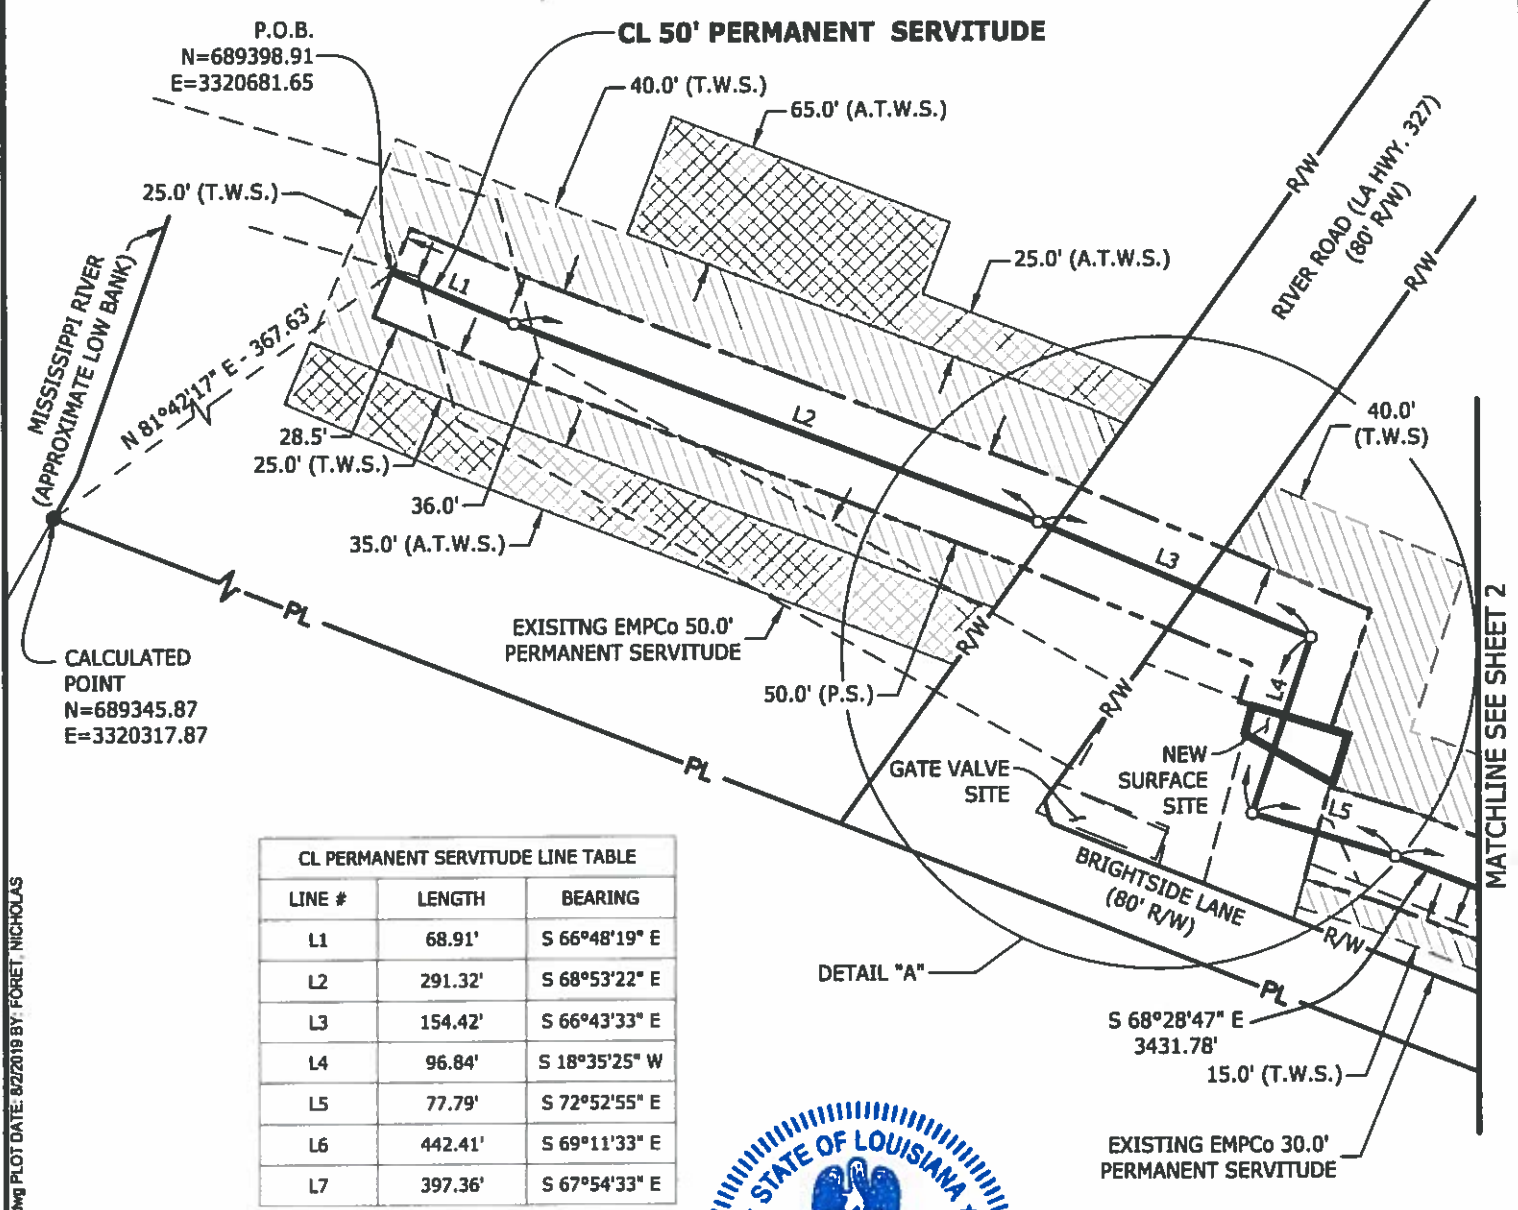 P.O.B.
N=689398.91
E=3320681.65
CL 50' PERMANENT SERVITUDE
40.0' (T.W.S.)
65.0' (A.T.W.S.)
25.0' (T.W.S.)
25.0' (A.T.W.S.)
R/W
RIVER ROAD (LA HWY. 327)
(80' R/W)
R/W
MISSISSIPPI RIVER
(APPROXIMATE LOW BANK)
N 81°42'17" E - 367.63'
L1
L2
40.0'
(T.W.S)
28.5'
25.0' (T.W.S.)
36.0'
35.0' (A.T.W.S.)
L3
PL
EXISITNG EMPCo 50.0'
PERMANENT SERVITUDE
R/W
50.0' (P.S.)
R/W
L4
CALCULATED
POINT
N=689345.87
E=3320317.87
PL
GATE VALVE
SITE
NEW
SURFACE
SITE
L5
MATCHLINE SEE SHEET 2
BRIGHTSIDE LANE
(80' R/W)
R/W
DETAIL "A"
PL
S 68°28'47" E
3431.78'
15.0' (T.W.S.)
EXISTING EMPCo 30.0'
PERMANENT SERVITUDE
CL PERMANENT SERVITUDE LINE TABLE
LINE # LENGTH BEARING
L1 68.91' S 66°48'19" E
L2 291.32' S 68°53'22" E
L3 154.42' S 66°43'33" E
L4 96.84' S 18°35'25" W
L5 77.79' S 72°52'55" E
L6 442.41' S 69°11'33" E
L7 397.36' S 67°54'33" E
STATE OF LOUISIANA
PLOT DATE: 8/2/2019 BY: FORET, NICHOLAS